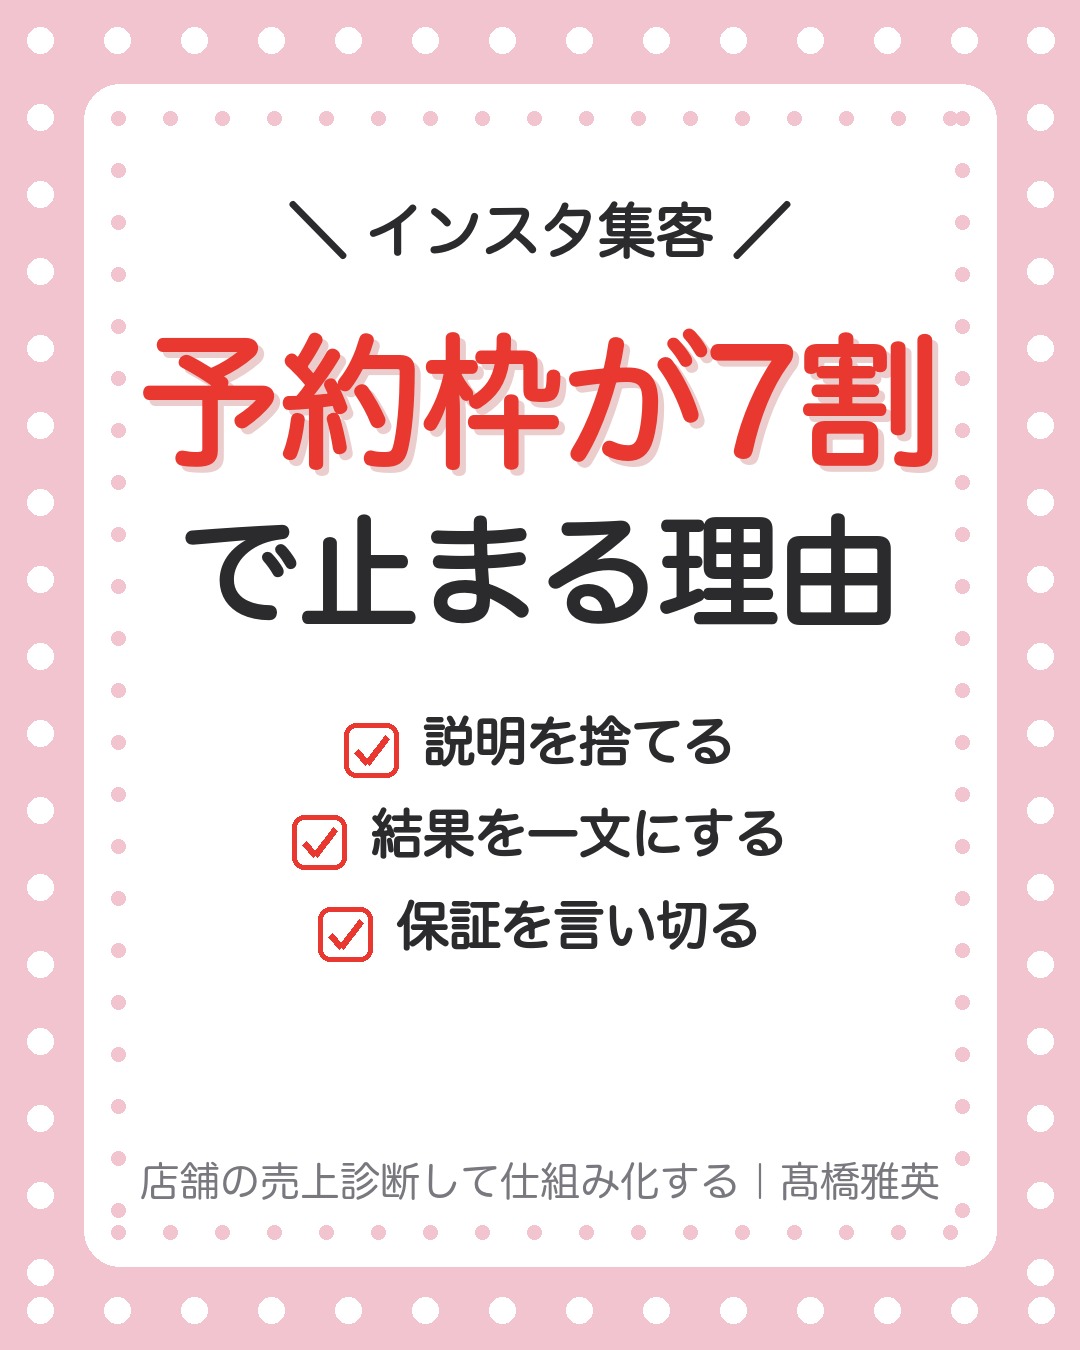 ＼ インスタ集客 ／
予約枠が7割
で止まる理由
説明を捨てる
結果を一文にする
保証を言い切る
店舗の売上診断して仕組み化する｜髙橋雅英